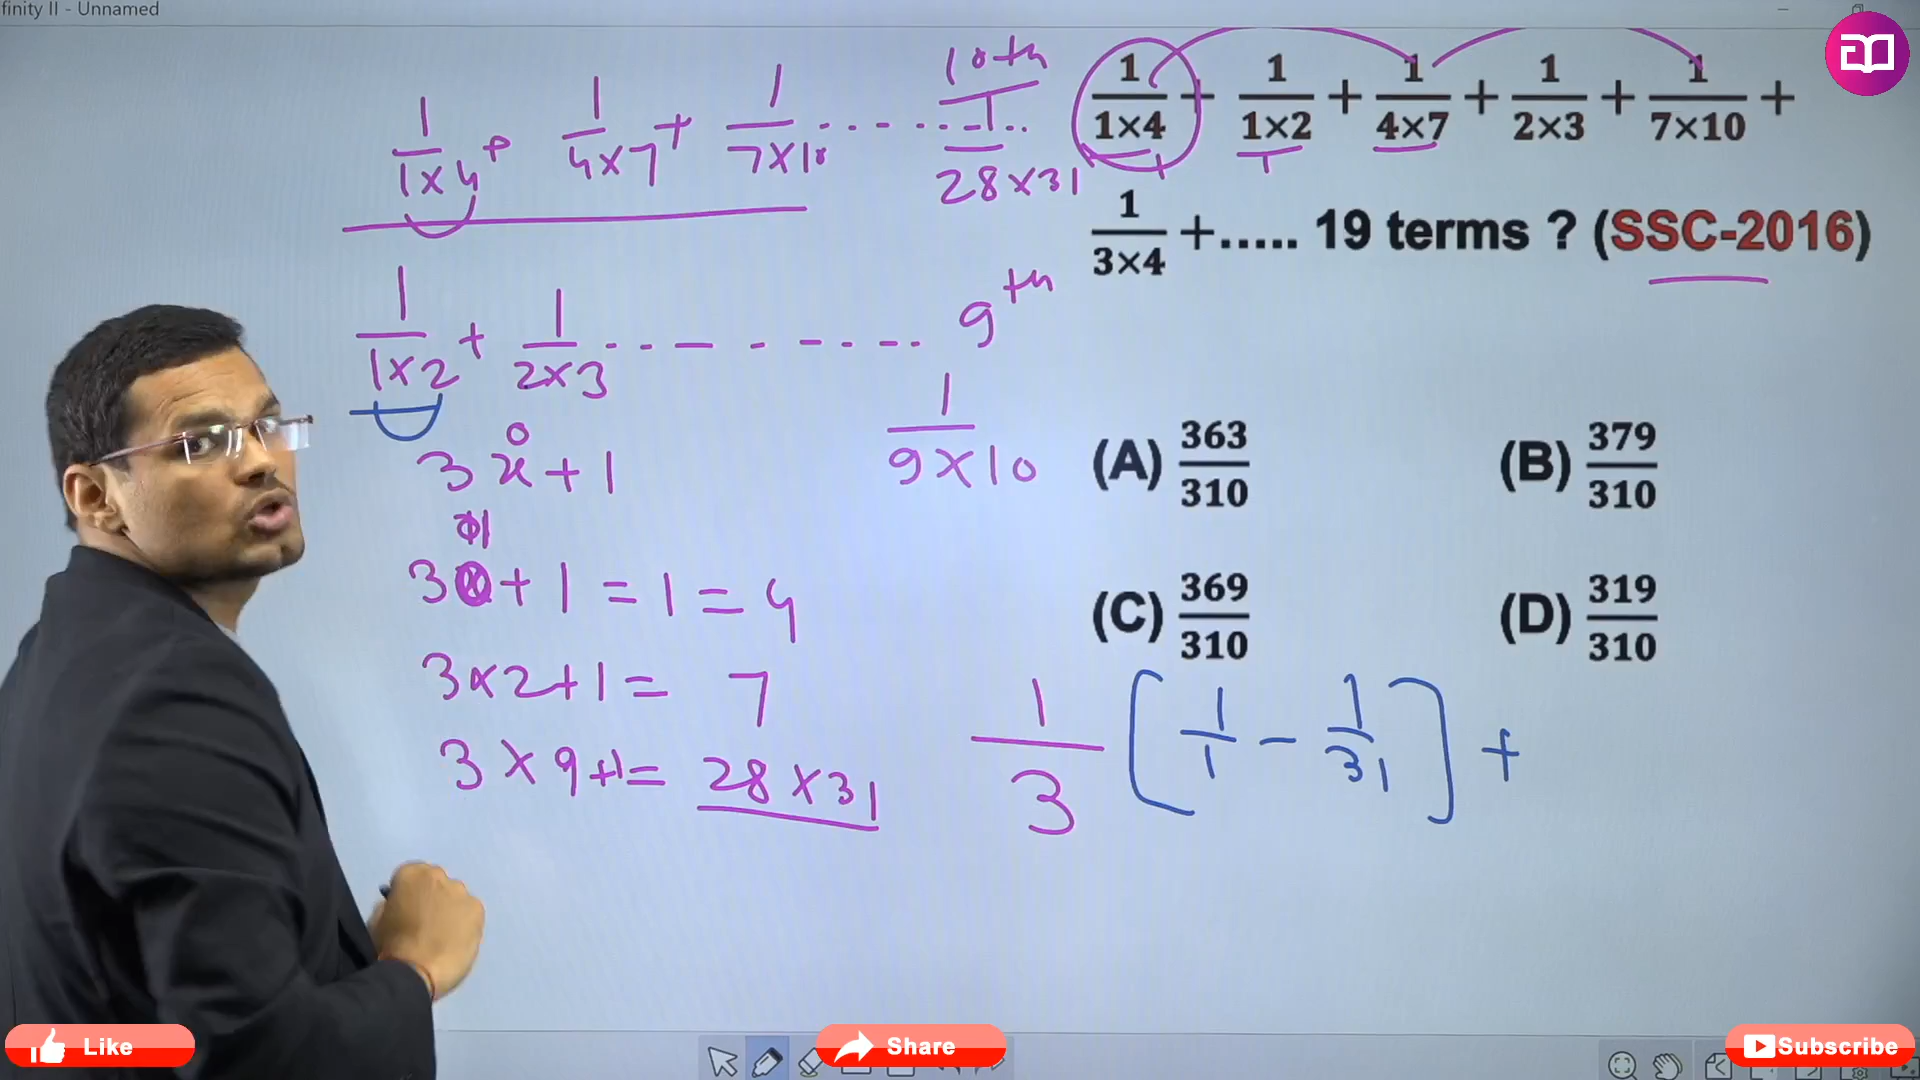 finity II - Unnamed
1/(1×4) + 1/(1×2) + 1/(4×7) + 1/(2×3) + 1/(7×10) +
1/(3×4) +..... 19 terms ? (SSC-2016)
(A) 363/310
(B) 379/310
(C) 369/310
(D) 319/310
1/(1×4) + 1/(4×7) + 1/(7×10) ........ 10th 1/(28×31)
1/(1×2) + 1/(2×3) - - - - - - - - 9th
1/(9×10)
0
3x+1
1
3 +1 = 1 = 4
3×2+1 = 7
3×9+1 = 28×31
1/3 [1/1 - 1/31] +
Like
Share
Subscribe